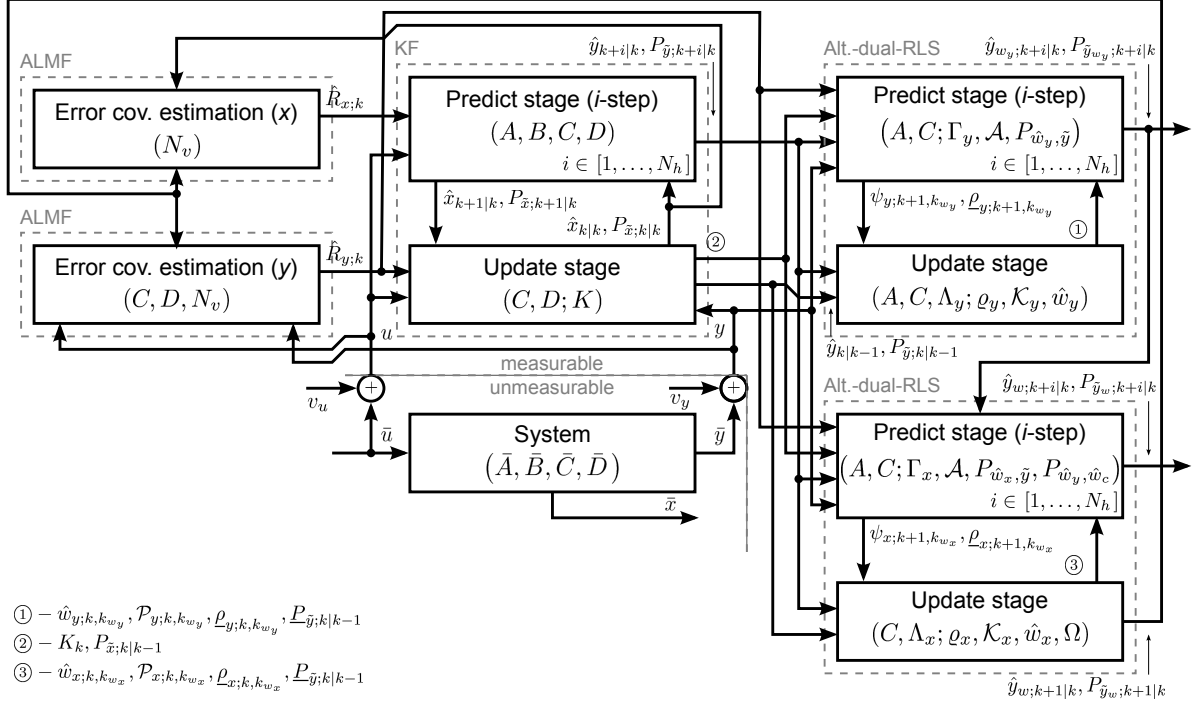 ALMF
Error cov. estimation (x)
(N_v)
R̂_{x;k}
ALMF
Error cov. estimation (y)
(C, D, N_v)
R̂_{y;k}
KF
ŷ_{k+i|k}, P_{ỹ;k+i|k}
Predict stage (i-step)
(A, B, C, D)
i ∈ [1, …, N_h]
x̂_{k+1|k}, P_{x̃;k+1|k}
x̂_{k|k}, P_{x̃;k|k}
②
Update stage
(C, D; K)
u
y
measurable
unmeasurable
+
+
v_u
v_y
ū
ȳ
System
(Ā, B̄, C̄, D̄)
x̄
Alt.-dual-RLS
ŷ_{w_y;k+i|k}, P_{ỹ_{w_y};k+i|k}
Predict stage (i-step)
(A, C; Γ_y, 𝒜, P_{ŵ_y,ỹ})
i ∈ [1, …, N_h]
ψ_{y;k+1,k_{w_y}}, ρ̲_{y;k+1,k_{w_y}}
①
Update stage
(A, C, Λ_y; ϱ_y, 𝒦_y, ŵ_y)
ŷ_{k|k−1}, P_{ỹ;k|k−1}
ŷ_{w;k+i|k}, P_{ỹ_w;k+i|k}
Alt.-dual-RLS
Predict stage (i-step)
(A, C; Γ_x, 𝒜, P_{ŵ_x,ỹ}, P_{ŵ_y,ŵ_c})
i ∈ [1, …, N_h]
ψ_{x;k+1,k_{w_x}}, ρ̲_{x;k+1,k_{w_x}}
③
Update stage
(C, Λ_x; ϱ_x, 𝒦_x, ŵ_x, Ω)
ŷ_{w;k+1|k}, P_{ỹ_w;k+1|k}
① − ŵ_{y;k,k_{w_y}}, 𝒫_{y;k,k_{w_y}}, ρ̲_{y;k,k_{w_y}}, P̲_{ỹ;k|k−1}
② − K_k, P_{x̃;k|k−1}
③ − ŵ_{x;k,k_{w_x}}, 𝒫_{x;k,k_{w_x}}, ρ̲_{x;k,k_{w_x}}, P̲_{ỹ;k|k−1}